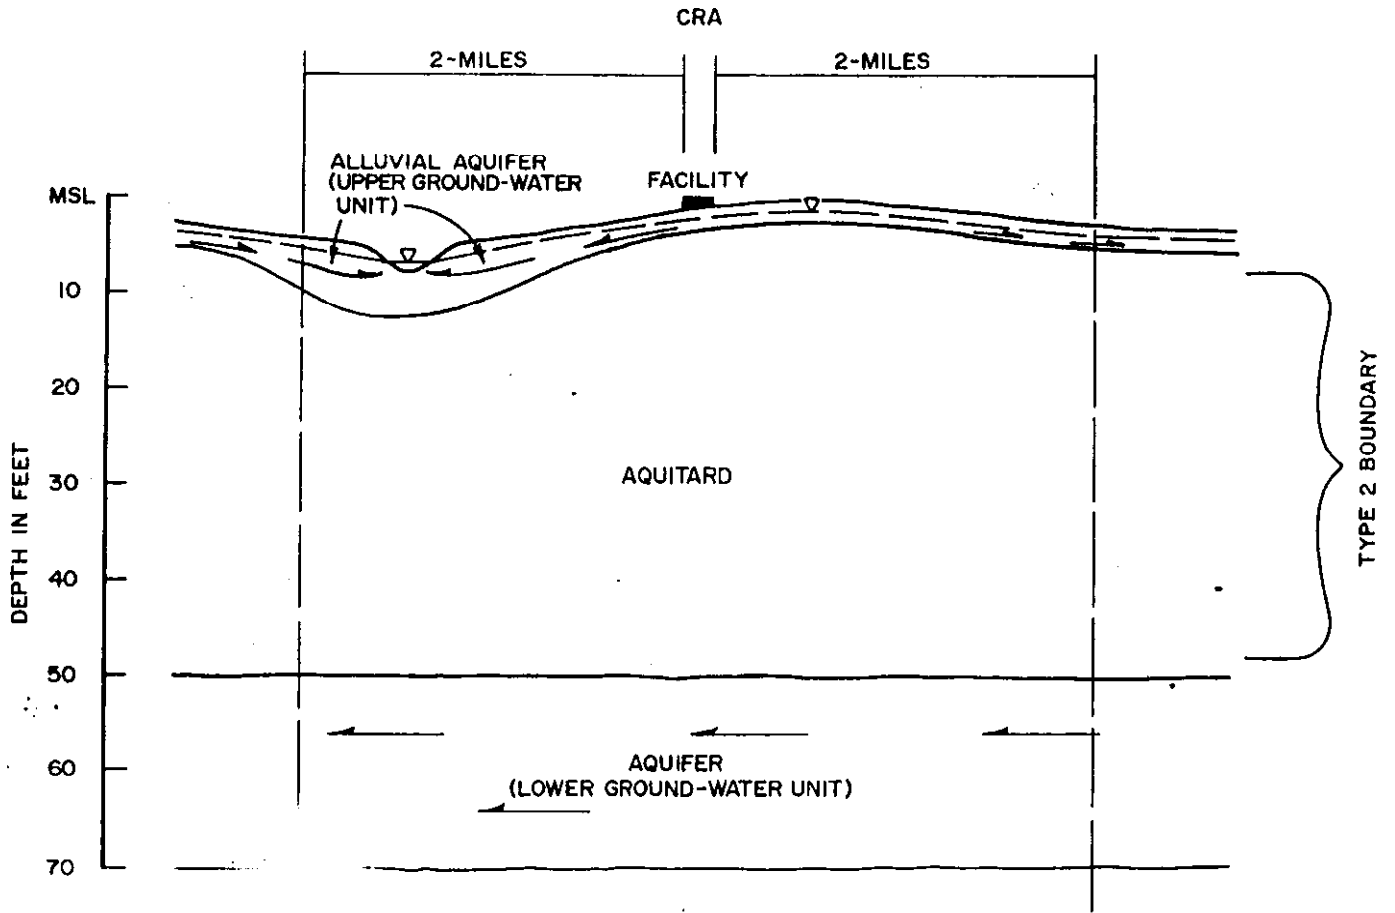 CRA
2-MILES
2-MILES
ALLUVIAL AQUIFER
(UPPER GROUND-WATER
UNIT)
FACILITY
MSL
10
20
30
40
50
60
70
DEPTH IN FEET
AQUITARD
TYPE 2 BOUNDARY
AQUIFER
(LOWER GROUND-WATER UNIT)